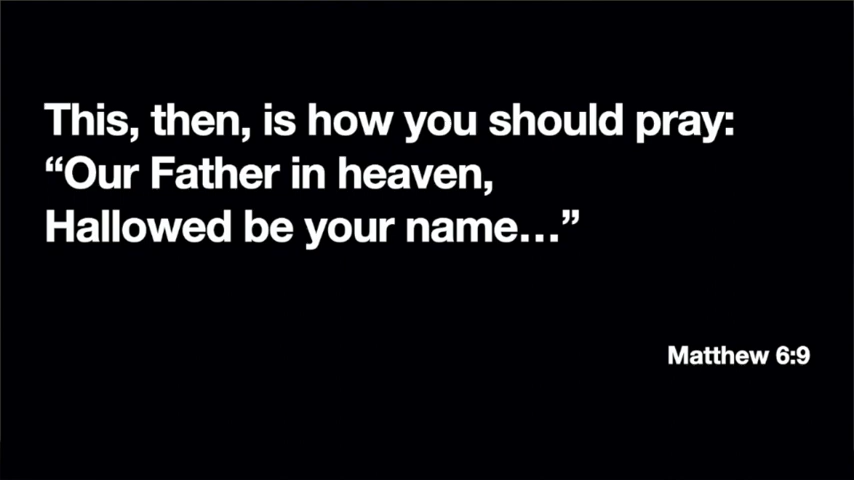 This, then, is how you should pray:
“Our Father in heaven,
Hallowed be your name…”
Matthew 6:9